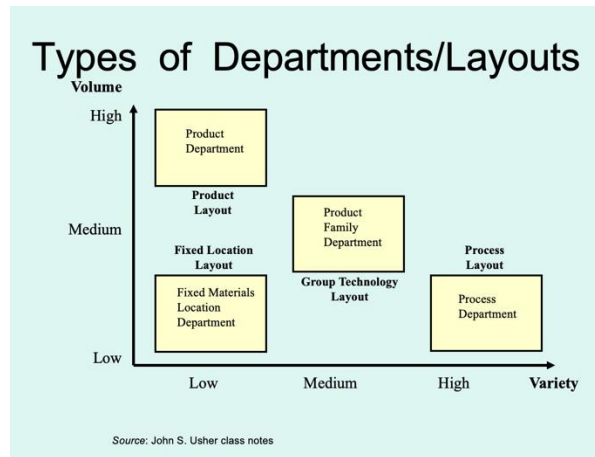 Types of Departments/Layouts
Volume
High
Product
Department
Product
Layout
Medium
Product
Family
Department
Group Technology
Layout
Fixed Location
Layout
Fixed Materials
Location
Department
Process
Layout
Process
Department
Low
Low
Medium
High
Variety
Source: John S. Usher class notes